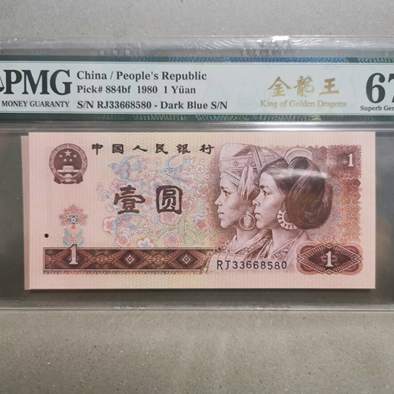 PMG
MONEY GUARANTY
China / People's Republic
Pick# 884bf 1980 1 Yüan
S/N RJ33668580 - Dark Blue S/N
金龍王
King of Golden Dragons
67
Superb Gem
中国人民银行
1
壹圆
1
RJ33668580
1